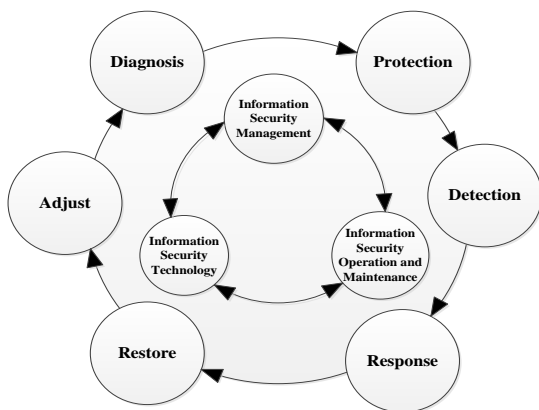 Diagnosis
Protection
Information
Security
Management
Adjust
Detection
Information
Security
Technology
Information
Security
Operation and
Maintenance
Restore
Response